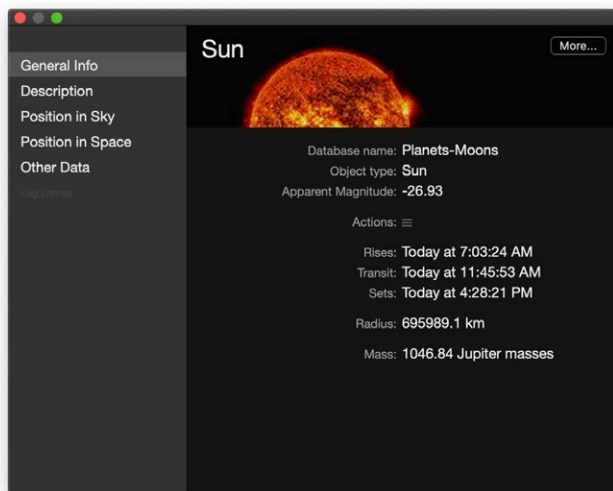 Sun
More...
General Info
Description
Position in Sky
Position in Space
Other Data
Log Entries
Database name: Planets-Moons
Object type: Sun
Apparent Magnitude: -26.93
Actions:
Rises: Today at 7:03:24 AM
Transit: Today at 11:45:53 AM
Sets: Today at 4:28:21 PM
Radius: 695989.1 km
Mass: 1046.84 Jupiter masses